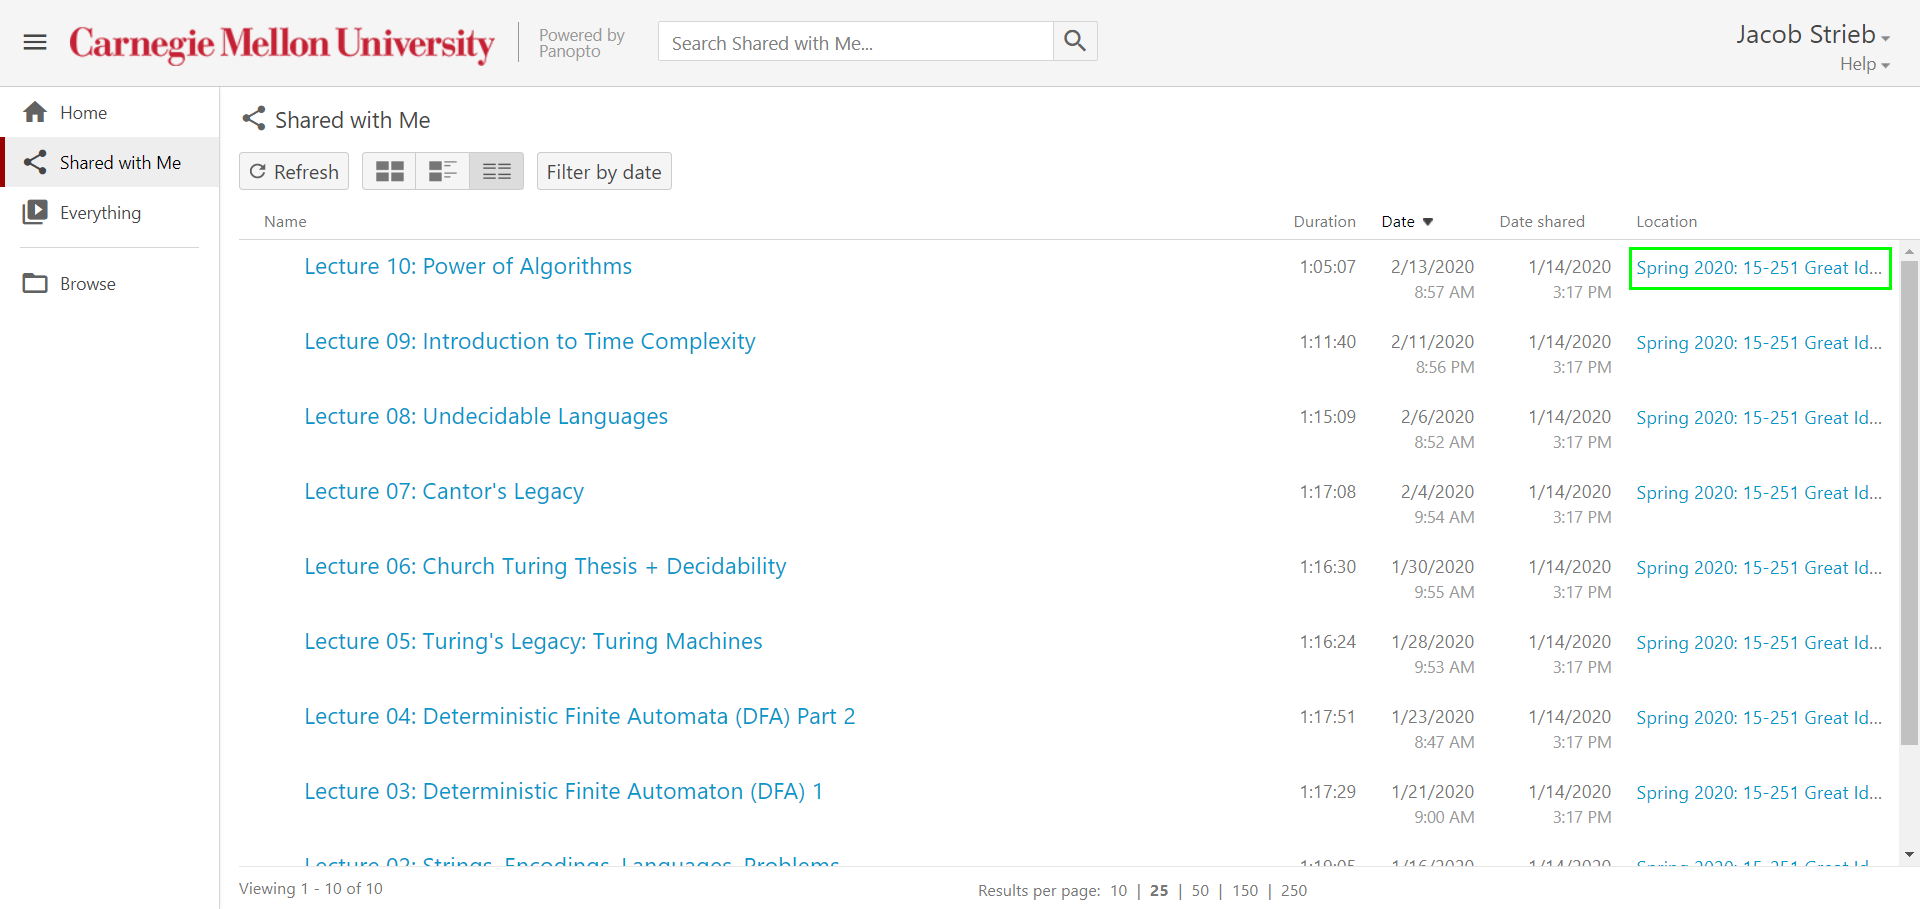 Carnegie Mellon University
Powered by
Panopto
Search Shared with Me...
Jacob Strieb
Help
Home
Shared with Me
Everything
Browse
Shared with Me
Refresh
Filter by date
Name Duration Date Date shared Location
Lecture 10: Power of Algorithms 1:05:07 2/13/2020 1/14/2020 Spring 2020: 15-251 Great Id...
8:57 AM 3:17 PM
Lecture 09: Introduction to Time Complexity 1:11:40 2/11/2020 1/14/2020 Spring 2020: 15-251 Great Id...
8:56 PM 3:17 PM
Lecture 08: Undecidable Languages 1:15:09 2/6/2020 1/14/2020 Spring 2020: 15-251 Great Id...
8:52 AM 3:17 PM
Lecture 07: Cantor's Legacy 1:17:08 2/4/2020 1/14/2020 Spring 2020: 15-251 Great Id...
9:54 AM 3:17 PM
Lecture 06: Church Turing Thesis + Decidability 1:16:30 1/30/2020 1/14/2020 Spring 2020: 15-251 Great Id...
9:55 AM 3:17 PM
Lecture 05: Turing's Legacy: Turing Machines 1:16:24 1/28/2020 1/14/2020 Spring 2020: 15-251 Great Id...
9:53 AM 3:17 PM
Lecture 04: Deterministic Finite Automata (DFA) Part 2 1:17:51 1/23/2020 1/14/2020 Spring 2020: 15-251 Great Id...
8:47 AM 3:17 PM
Lecture 03: Deterministic Finite Automaton (DFA) 1 1:17:29 1/21/2020 1/14/2020 Spring 2020: 15-251 Great Id...
9:00 AM 3:17 PM
Lecture 02: Strings, Encodings, Languages, Problems 1:19:05 1/16/2020 1/14/2020 Spring 2020: 15-251 Great Id...
Viewing 1 - 10 of 10
Results per page: 10 | 25 | 50 | 150 | 250